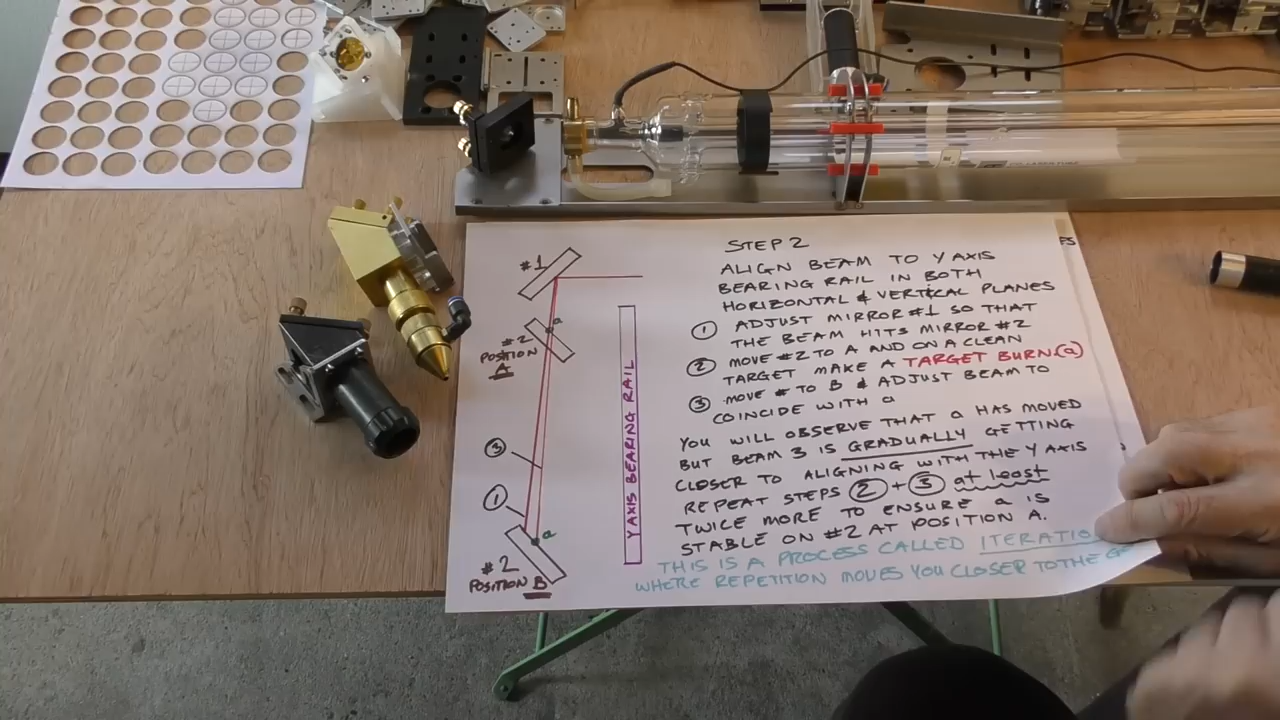 STEP 2
ALIGN BEAM TO Y AXIS
BEARING RAIL IN BOTH
HORIZONTAL & VERTICAL PLANES
① ADJUST MIRROR #1 SO THAT
THE BEAM HITS MIRROR #2
② MOVE #2 TO A AND ON A CLEAN
TARGET MAKE A TARGET BURN (a)
③ MOVE # TO B & ADJUST BEAM TO
COINCIDE WITH a
YOU WILL OBSERVE THAT a HAS MOVED
BUT BEAM 3 IS GRADUALLY GETTING
CLOSER TO ALIGNING WITH THE Y AXIS
REPEAT STEPS ② + ③ at least
TWICE MORE TO ENSURE a IS
STABLE ON #2 AT POSITION A.
THIS IS A PROCESS CALLED ITERATIO
WHERE REPETITION MOVES YOU CLOSER TO THE
#1
a
#2
POSITION
A
③
①
a
#2
POSITION B
Y AXIS BEARING RAIL